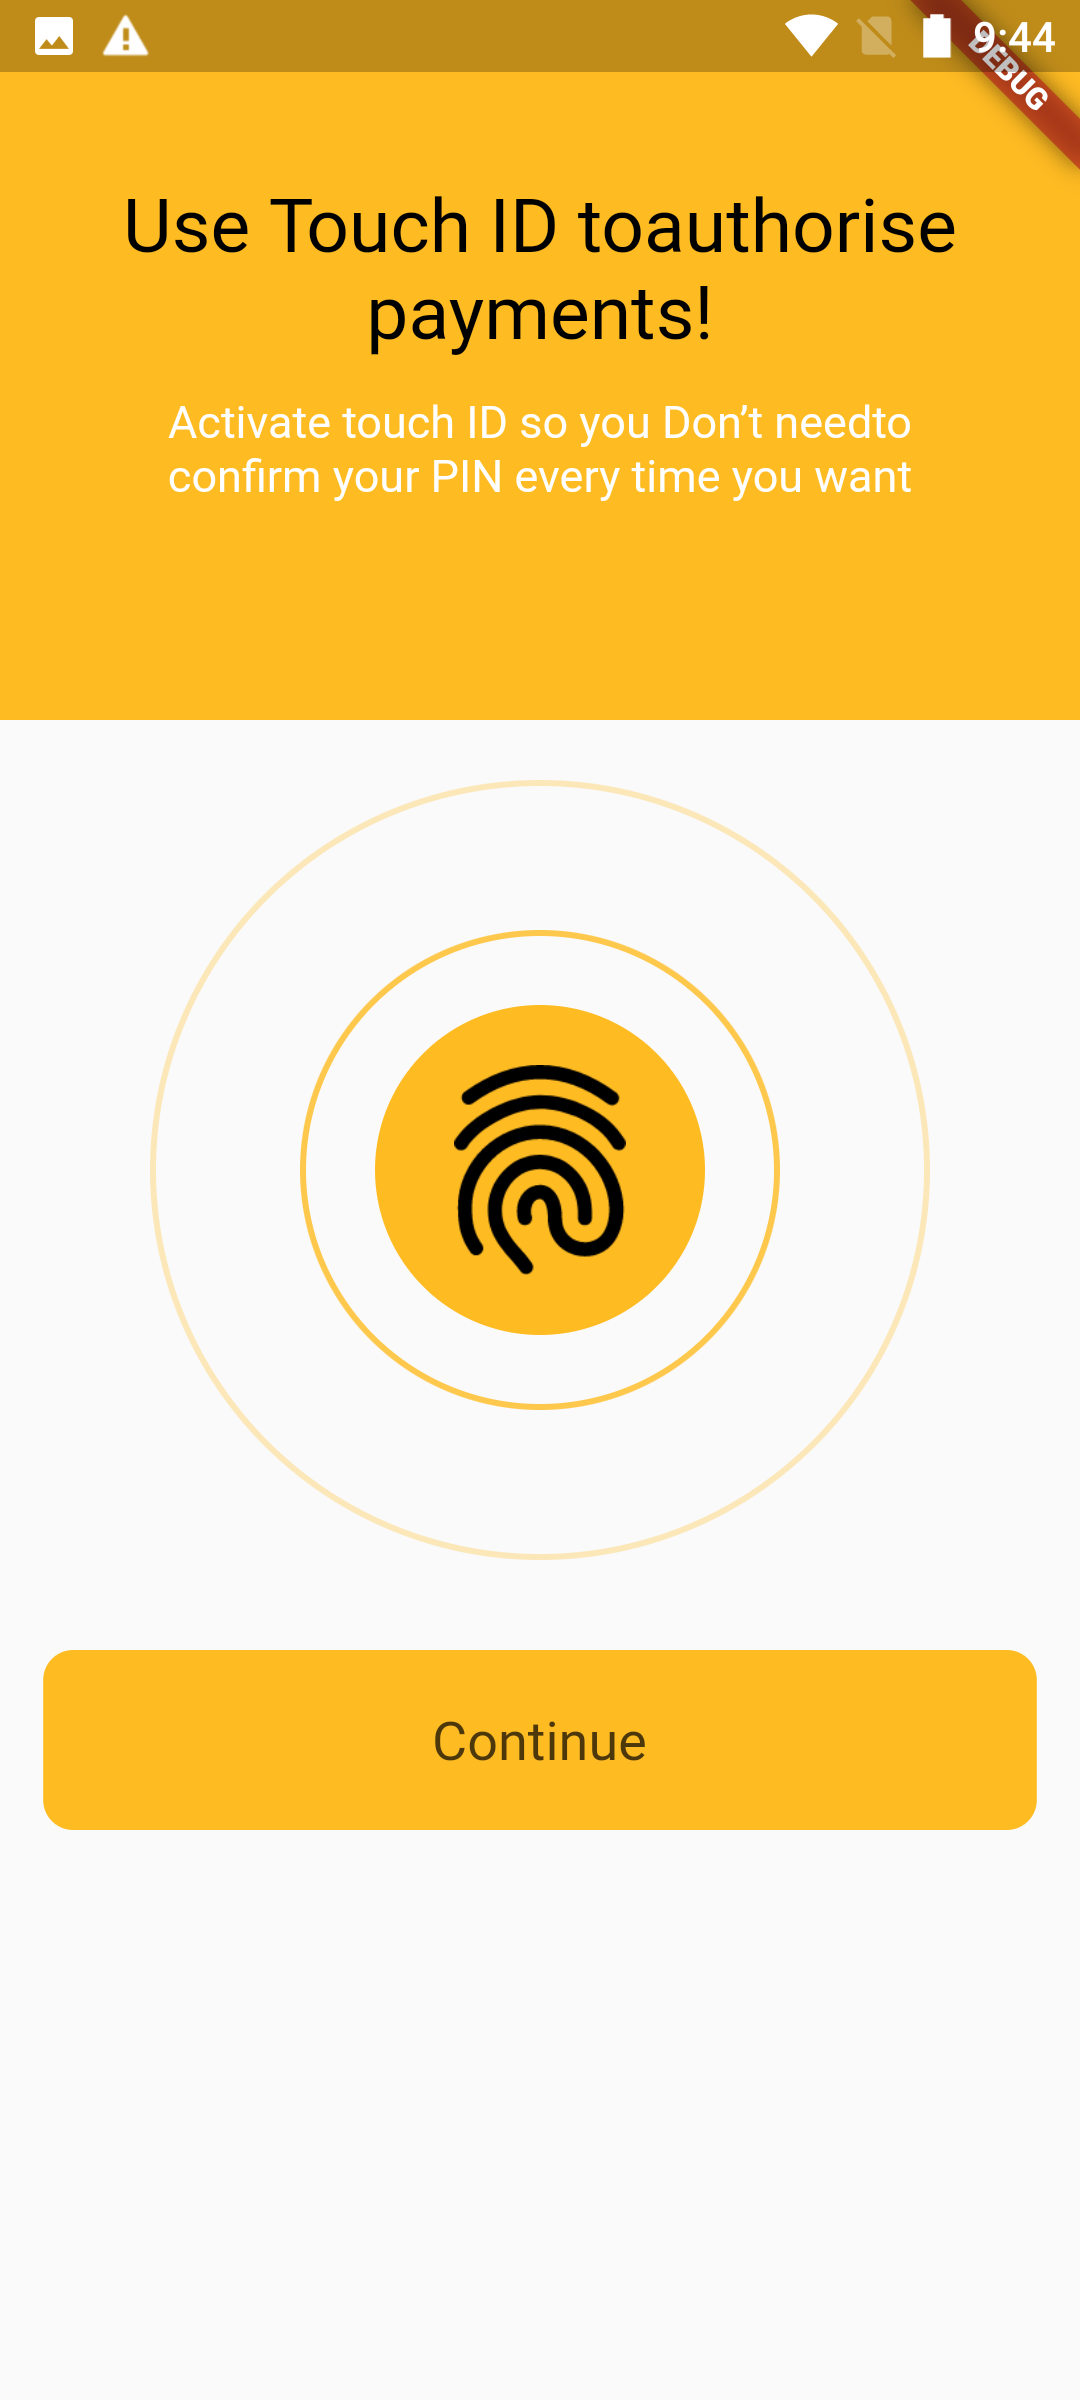 9:44
DEBUG
Use Touch ID toauthorise
payments!
Activate touch ID so you Don’t needto
confirm your PIN every time you want
Continue